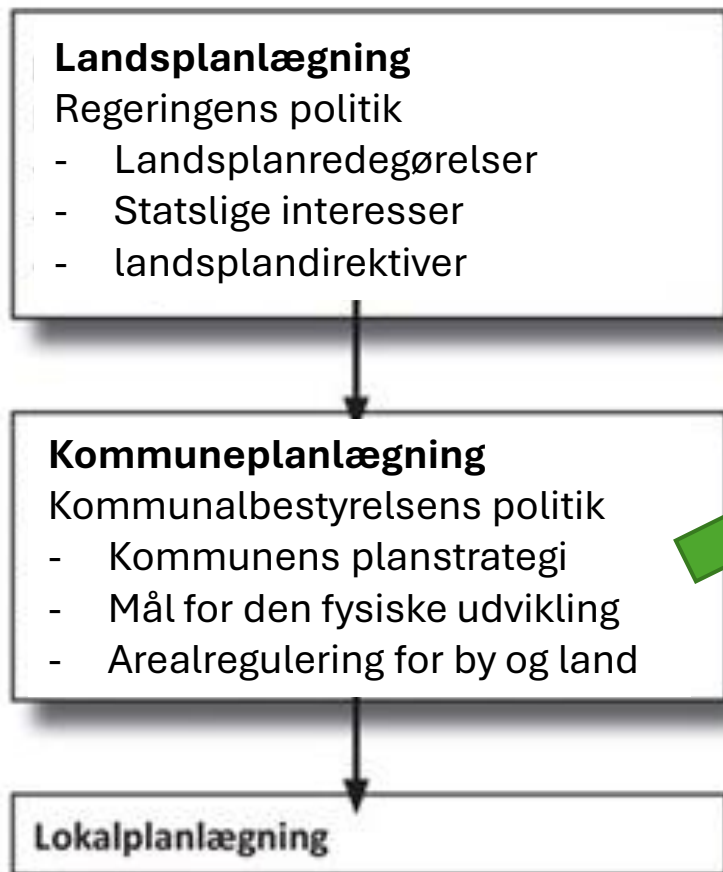 Landsplanlægning
Regeringens politik
- Landsplanredegørelser
- Statslige interesser
- landsplandirektiver
Kommuneplanlægning
Kommunalbestyrelsens politik
- Kommunens planstrategi
- Mål for den fysiske udvikling
- Arealregulering for by og land
Lokalplanlægning